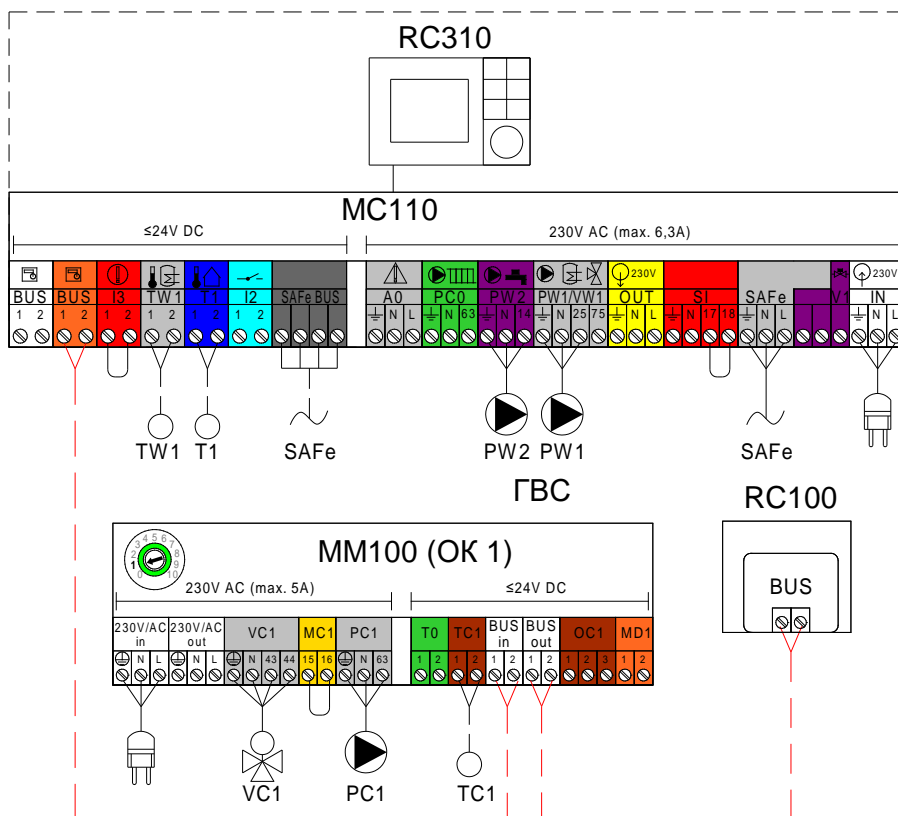 RC310
MC110
≤24V DC 230V AC (max. 6,3A)
230V 230V
BUS BUS I3 TW1 T1 I2 SAFe BUS A0 PC0 PW2 PW1/VW1 OUT SI SAFe V1 IN
1 2 1 2 1 2 1 2 1 2 1 2 N L N 63 N 14 N 25 75 N L N 17 18 N L N L
TW1 T1 SAFe PW2 PW1 SAFe
ГВС
RC100
BUS
MM100 (ОК 1)
0 1 2 3 4 5 6 7 8 9 10
230V AC (max. 5A) ≤24V DC
230V/AC in 230V/AC out VC1 MC1 PC1 T0 TC1 BUS in BUS out OC1 MD1
N L N L N 43 44 15 16 N 63 1 2 1 2 1 2 1 2 1 2 3 1 2
VC1 PC1 TC1